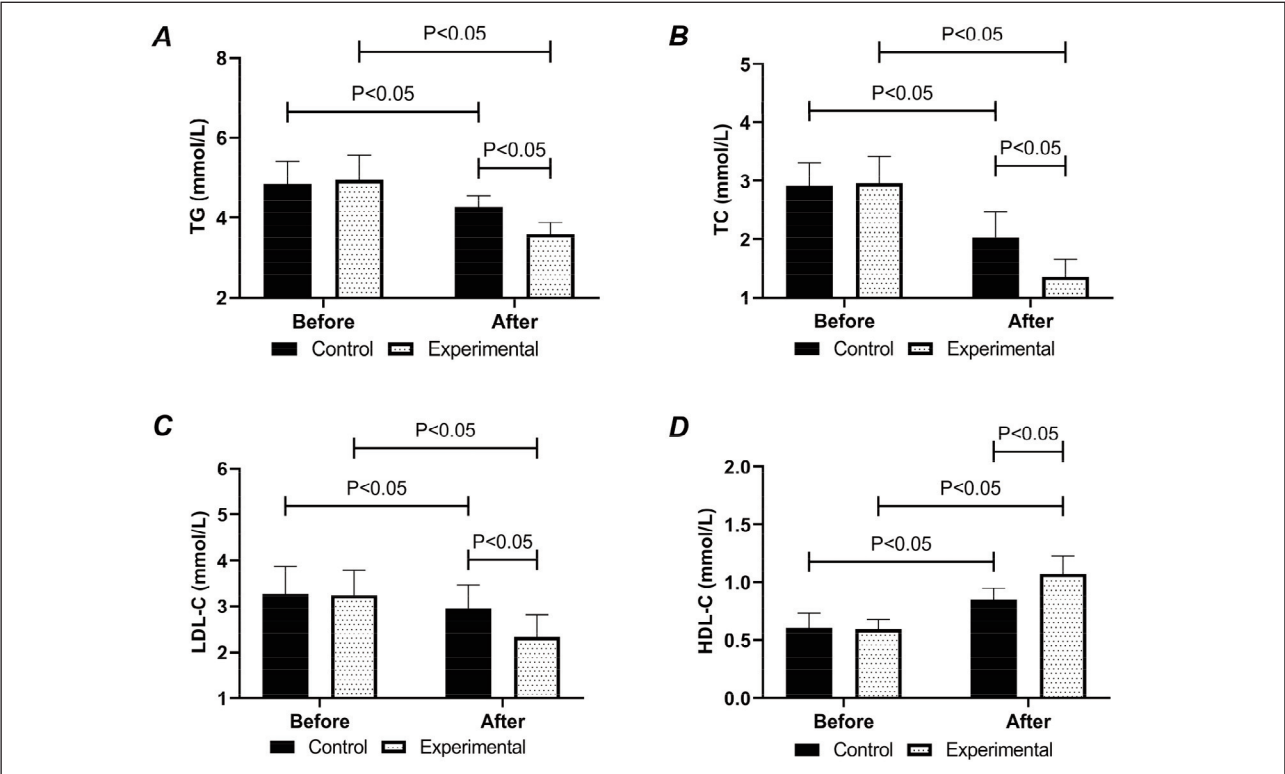 A
TG (mmol/L)
8
6
4
2
P<0.05
P<0.05
P<0.05
Before After
Control Experimental
B
TC (mmol/L)
5
4
3
2
1
P<0.05
P<0.05
P<0.05
Before After
Control Experimental
C
LDL-C (mmol/L)
6
5
4
3
2
1
P<0.05
P<0.05
P<0.05
Before After
Control Experimental
D
HDL-C (mmol/L)
2.0
1.5
1.0
0.5
0.0
P<0.05
P<0.05
P<0.05
Before After
Control Experimental